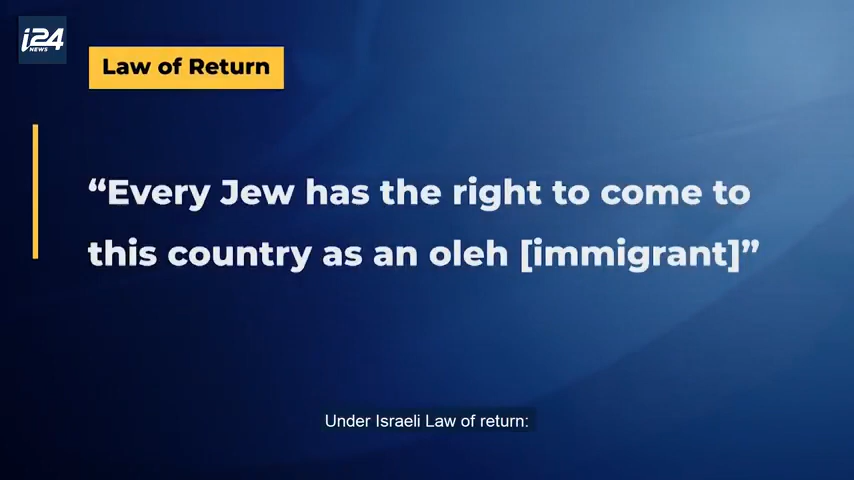 i24
NEWS
Law of Return
“Every Jew has the right to come to
this country as an oleh [immigrant]”
Under Israeli Law of return: